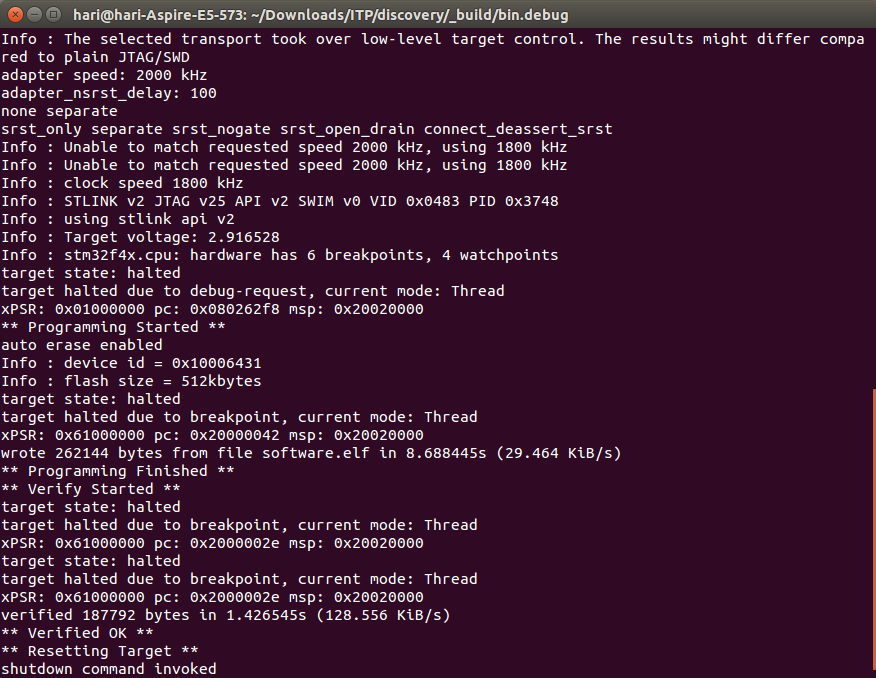 hari@hari-Aspire-E5-573: ~/Downloads/ITP/discovery/_build/bin.debug
Info : The selected transport took over low-level target control. The results might differ compa
red to plain JTAG/SWD
adapter speed: 2000 kHz
adapter_nsrst_delay: 100
none separate
srst_only separate srst_nogate srst_open_drain connect_deassert_srst
Info : Unable to match requested speed 2000 kHz, using 1800 kHz
Info : Unable to match requested speed 2000 kHz, using 1800 kHz
Info : clock speed 1800 kHz
Info : STLINK v2 JTAG v25 API v2 SWIM v0 VID 0x0483 PID 0x3748
Info : using stlink api v2
Info : Target voltage: 2.916528
Info : stm32f4x.cpu: hardware has 6 breakpoints, 4 watchpoints
target state: halted
target halted due to debug-request, current mode: Thread
xPSR: 0x01000000 pc: 0x080262f8 msp: 0x20020000
** Programming Started **
auto erase enabled
Info : device id = 0x10006431
Info : flash size = 512kbytes
target state: halted
target halted due to breakpoint, current mode: Thread
xPSR: 0x61000000 pc: 0x20000042 msp: 0x20020000
wrote 262144 bytes from file software.elf in 8.688445s (29.464 KiB/s)
** Programming Finished **
** Verify Started **
target state: halted
target halted due to breakpoint, current mode: Thread
xPSR: 0x61000000 pc: 0x2000002e msp: 0x20020000
target state: halted
target halted due to breakpoint, current mode: Thread
xPSR: 0x61000000 pc: 0x2000002e msp: 0x20020000
verified 187792 bytes in 1.426545s (128.556 KiB/s)
** Verified OK **
** Resetting Target **
shutdown command invoked